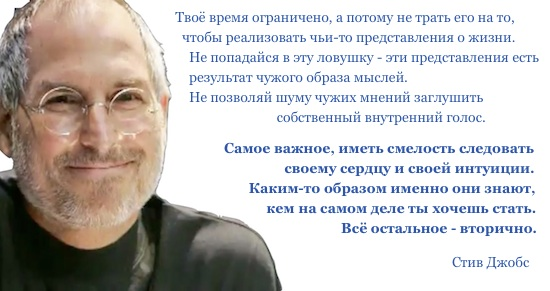 Твоё время ограничено, а потому не трать его на то,
чтобы реализовать чьи-то представления о жизни.
Не попадайся в эту ловушку - эти представления есть
результат чужого образа мыслей.
Не позволяй шуму чужих мнений заглушить
собственный внутренний голос.
Самое важное, иметь смелость следовать
своему сердцу и своей интуиции.
Каким-то образом именно они знают,
кем на самом деле ты хочешь стать.
Всё остальное - вторично.
Стив Джобс